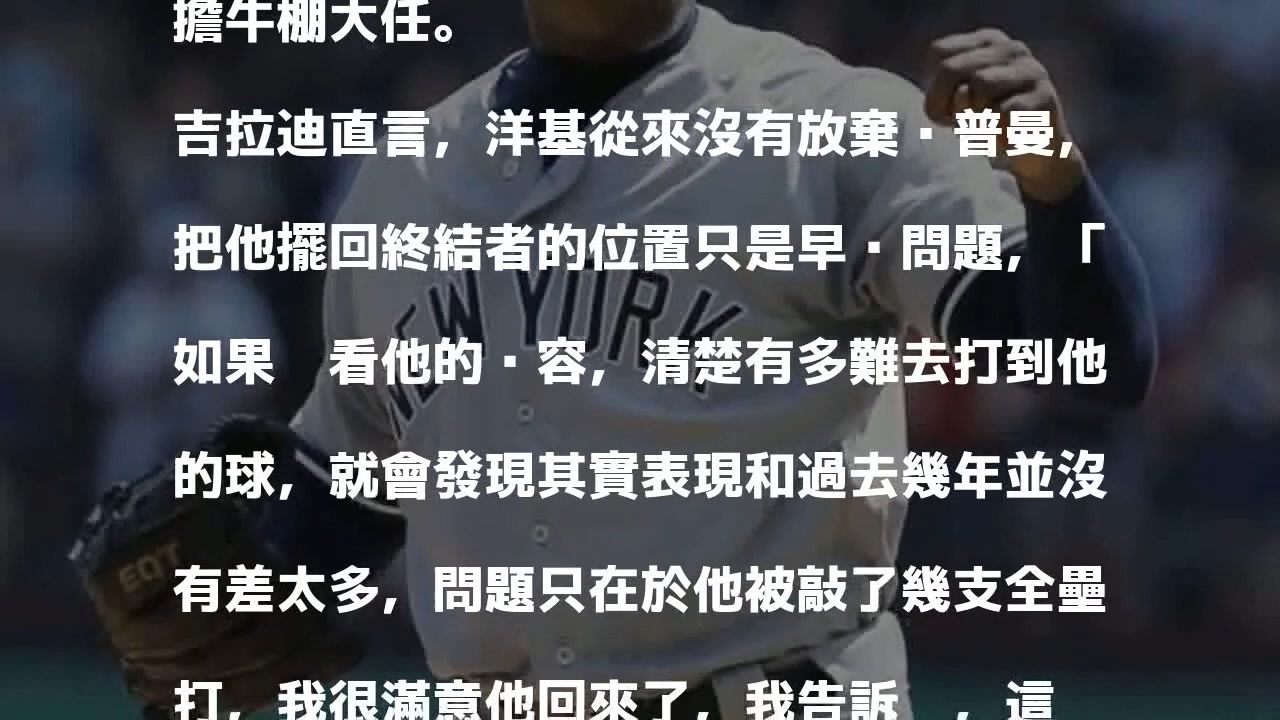 擔牛棚大任。
吉拉迪直言，洋基從來沒有放棄·普曼，
把他擺回終結者的位置只是早·問題，「
如果　看他的·容，清楚有多難去打到他
NEW YORK
的球，就會發現其實表現和過去幾年並沒
EQT
有差太多，問題只在於他被敲了幾支全壘
打，我很滿意他回來了，我告訴　，這